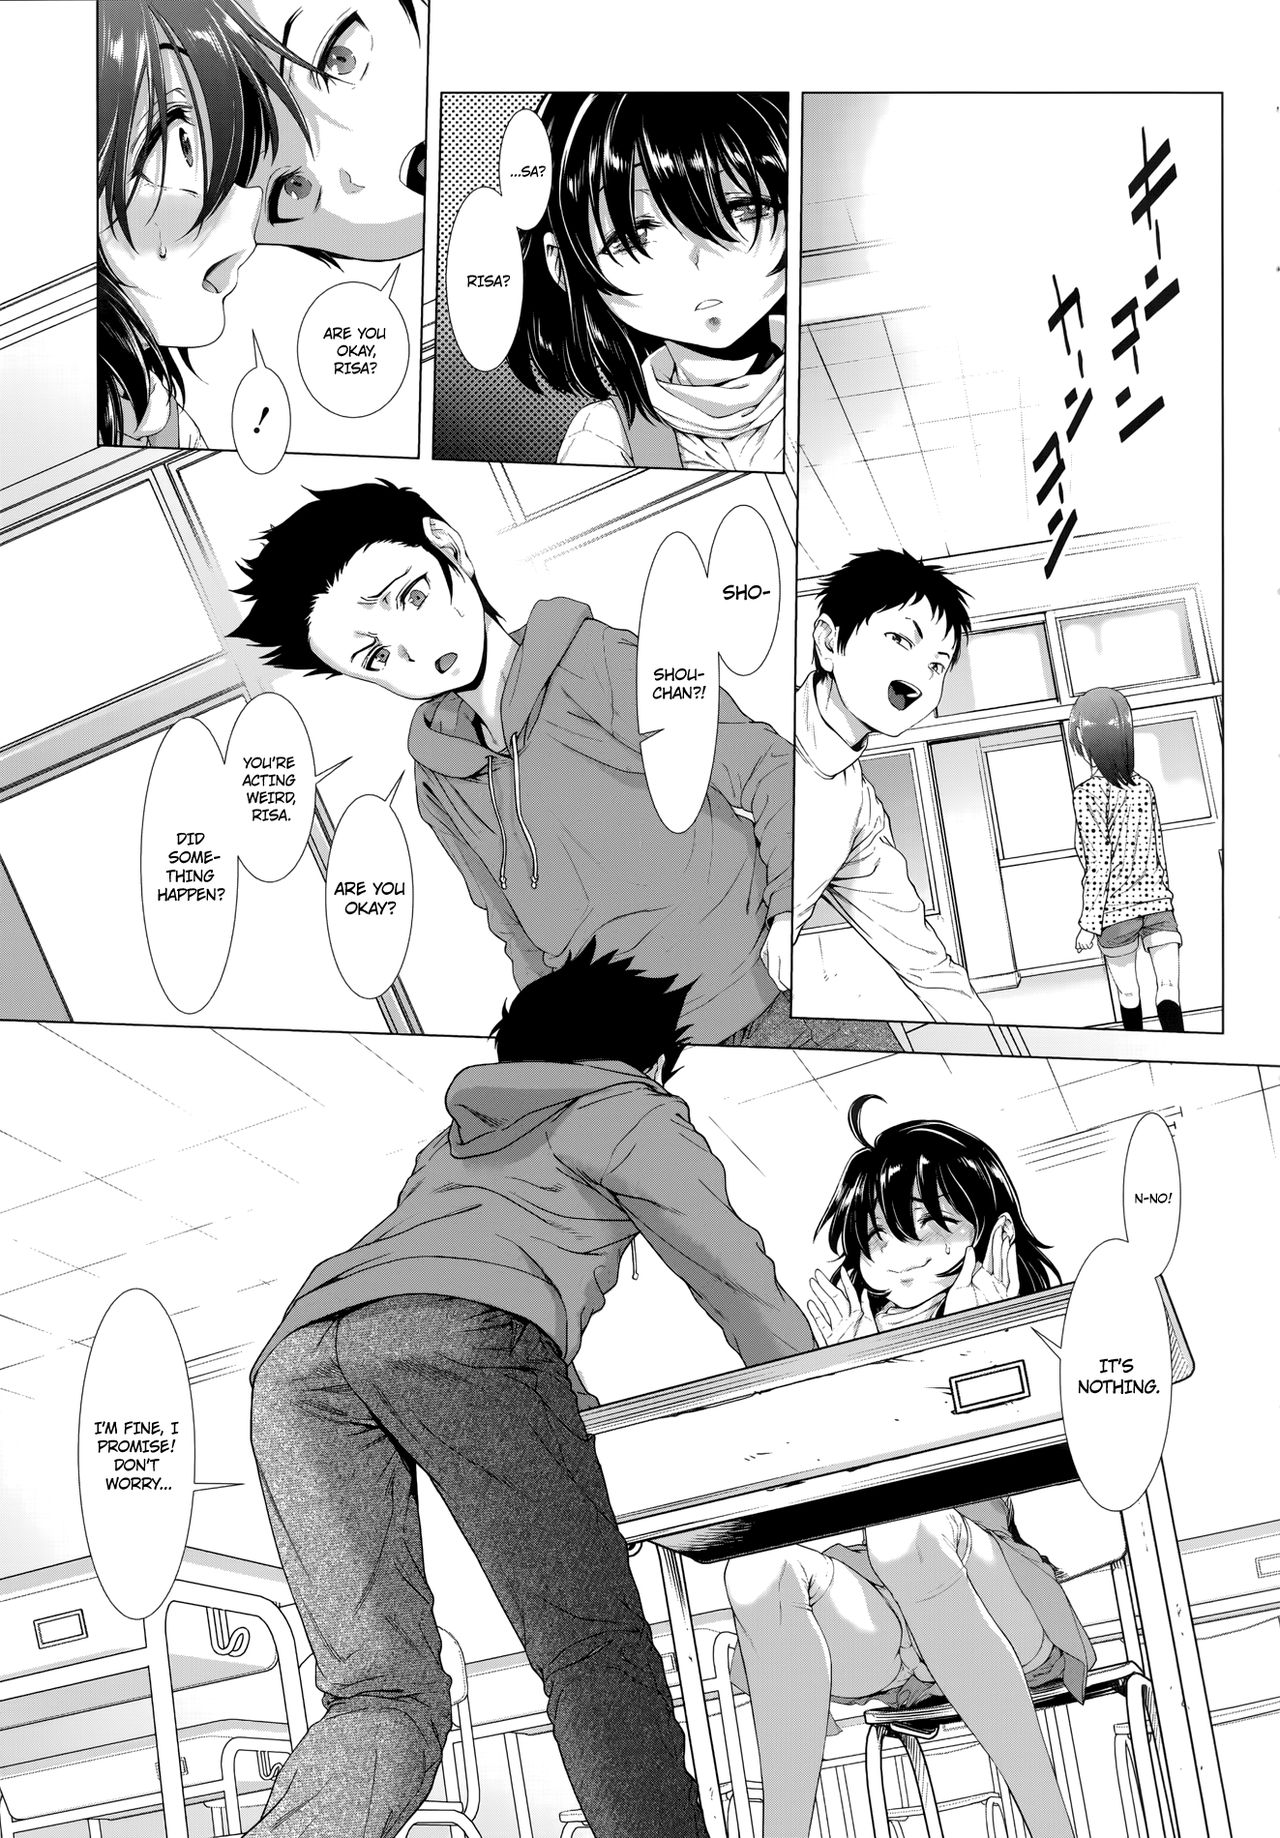 キーンコーン
カーンコーン
...SA?
RISA?
ARE YOU
OKAY,
RISA?
!
SHO-
SHOU-
CHAN?!
ARE YOU
OKAY?
YOU'RE
ACTING
WEIRD,
RISA.
DID
SOME-
THING
HAPPEN?
N-NO!
IT'S
NOTHING.
I'M FINE, I
PROMISE!
DON'T
WORRY...